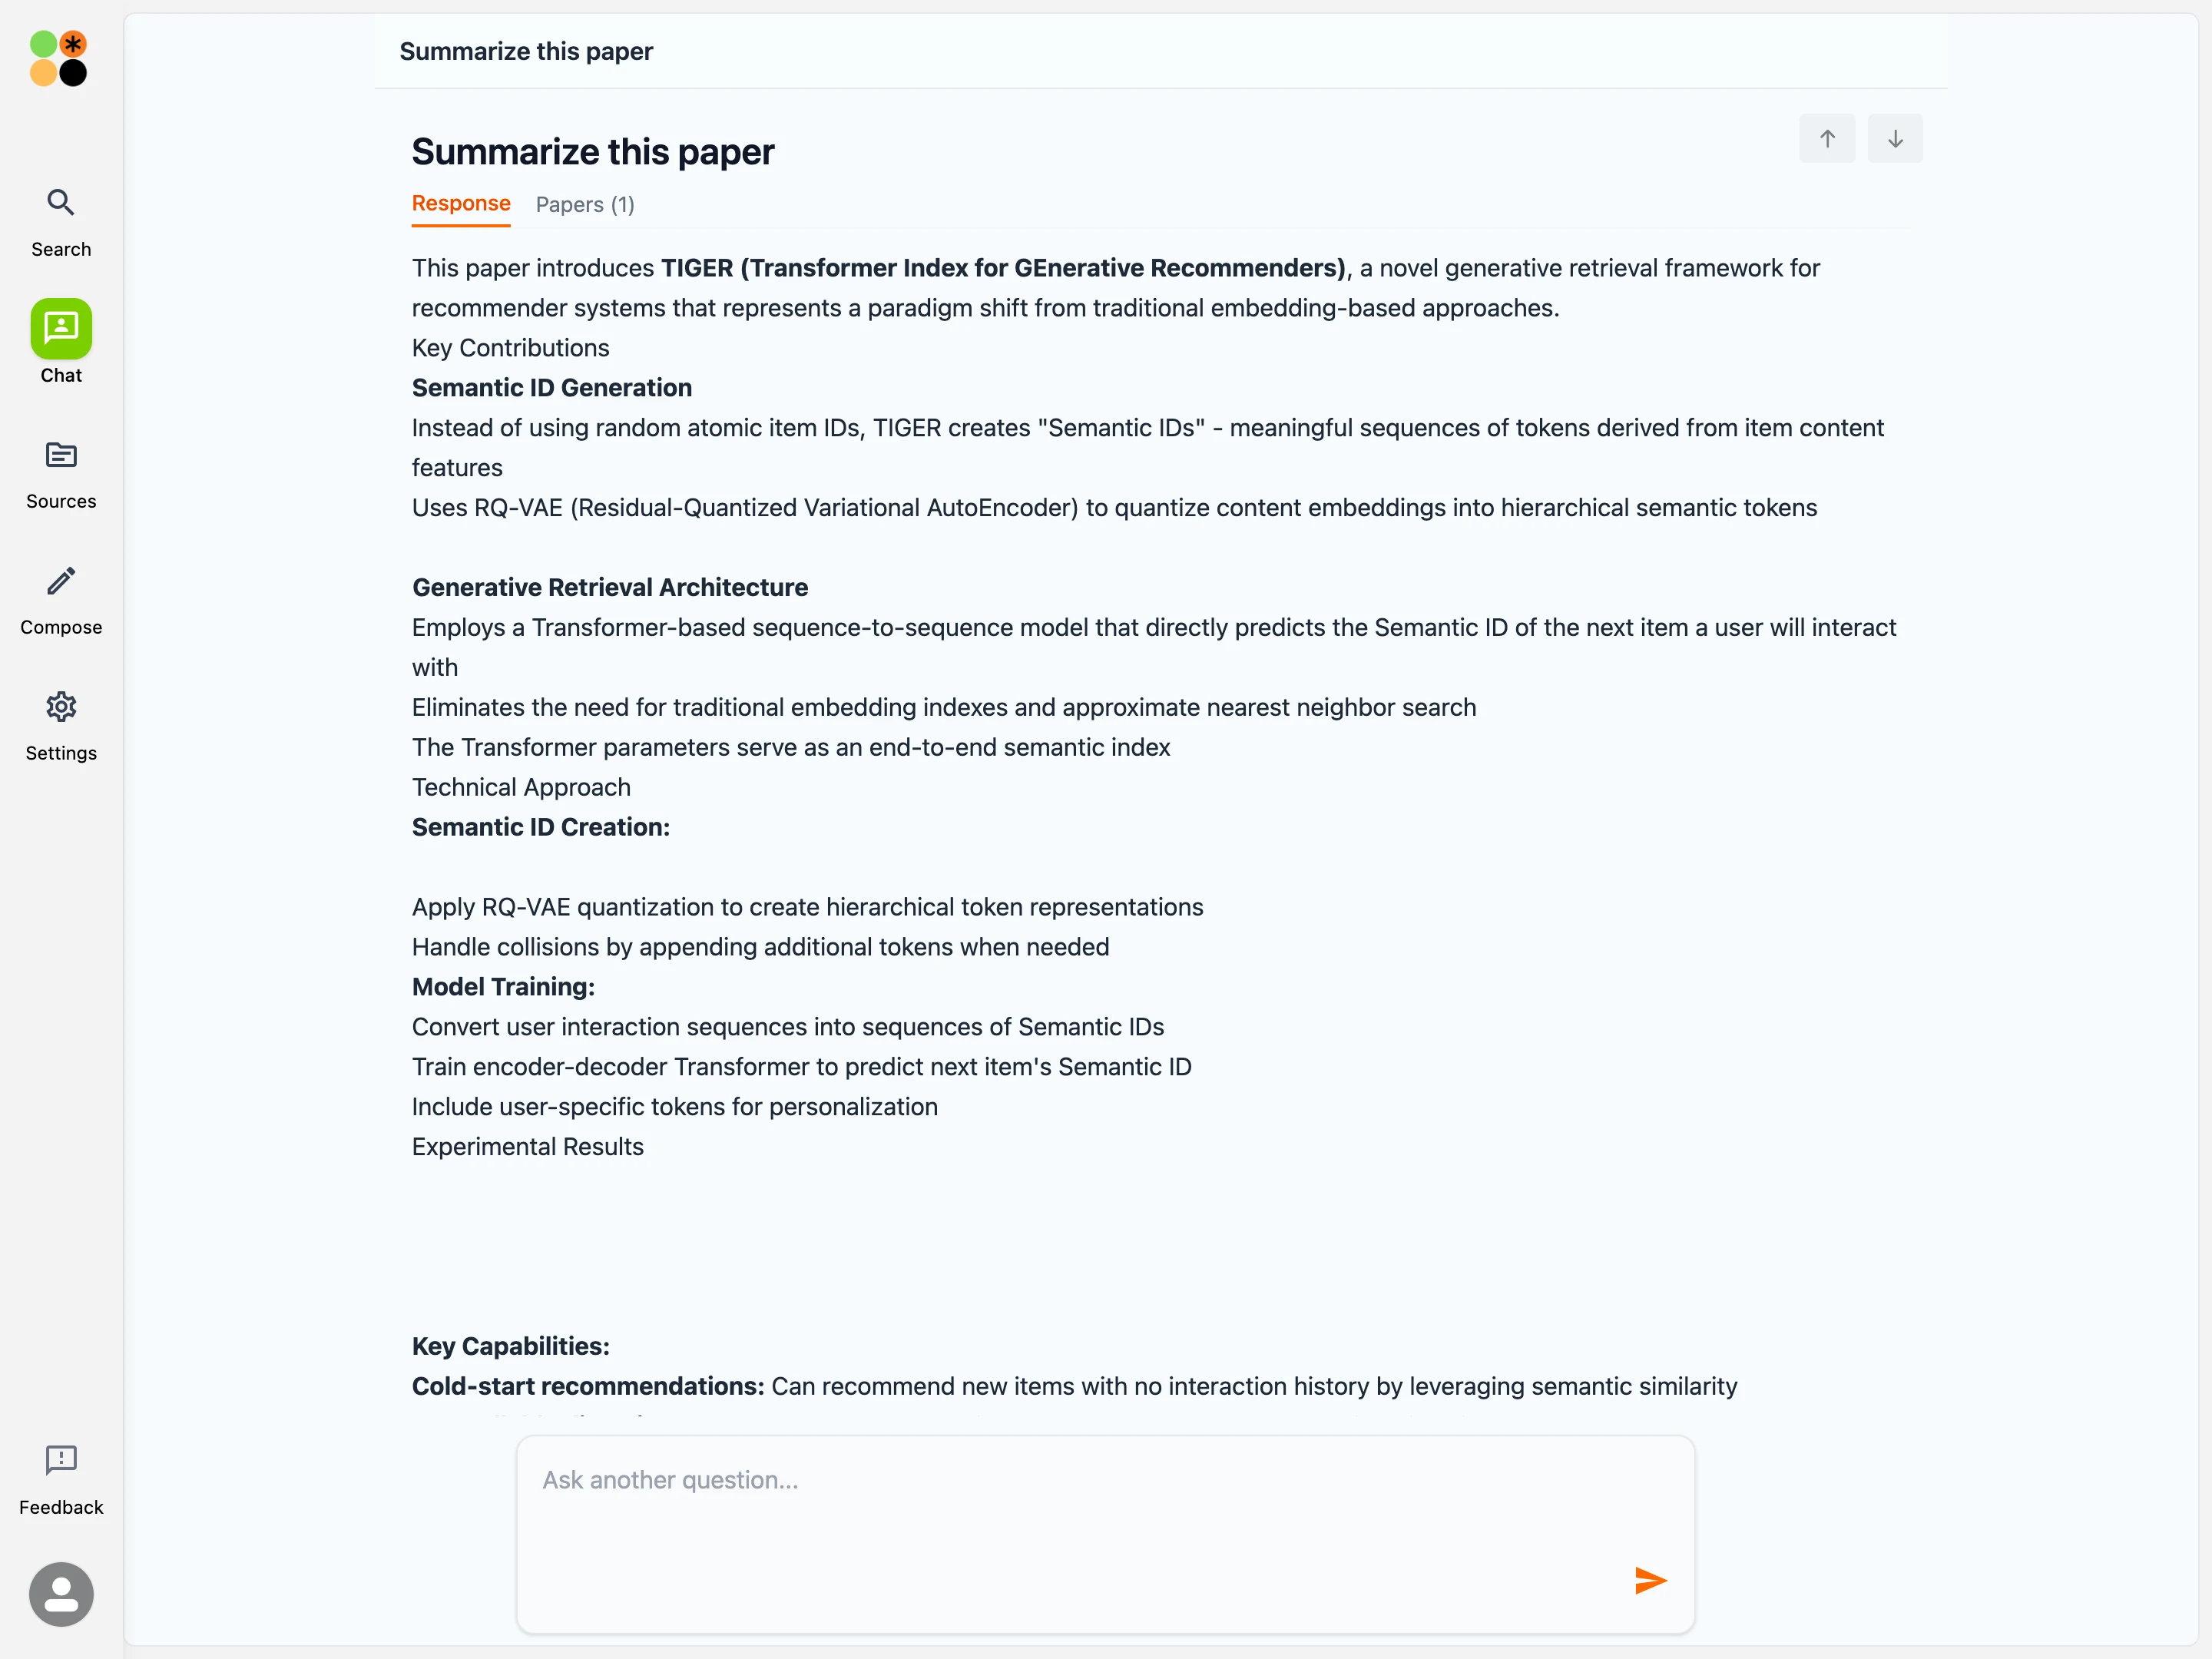 Summarize this paper
Summarize this paper
Response Papers (1)
This paper introduces TIGER (Transformer Index for GEnerative Recommenders), a novel generative retrieval framework for
recommender systems that represents a paradigm shift from traditional embedding-based approaches.
Key Contributions
Semantic ID Generation
Instead of using random atomic item IDs, TIGER creates "Semantic IDs" - meaningful sequences of tokens derived from item content
features
Uses RQ-VAE (Residual-Quantized Variational AutoEncoder) to quantize content embeddings into hierarchical semantic tokens
Generative Retrieval Architecture
Employs a Transformer-based sequence-to-sequence model that directly predicts the Semantic ID of the next item a user will interact
with
Eliminates the need for traditional embedding indexes and approximate nearest neighbor search
The Transformer parameters serve as an end-to-end semantic index
Technical Approach
Semantic ID Creation:
Apply RQ-VAE quantization to create hierarchical token representations
Handle collisions by appending additional tokens when needed
Model Training:
Convert user interaction sequences into sequences of Semantic IDs
Train encoder-decoder Transformer to predict next item's Semantic ID
Include user-specific tokens for personalization
Experimental Results
Key Capabilities:
Cold-start recommendations: Can recommend new items with no interaction history by leveraging semantic similarity
Ask another question...
Search
Chat
Sources
Compose
Settings
Feedback